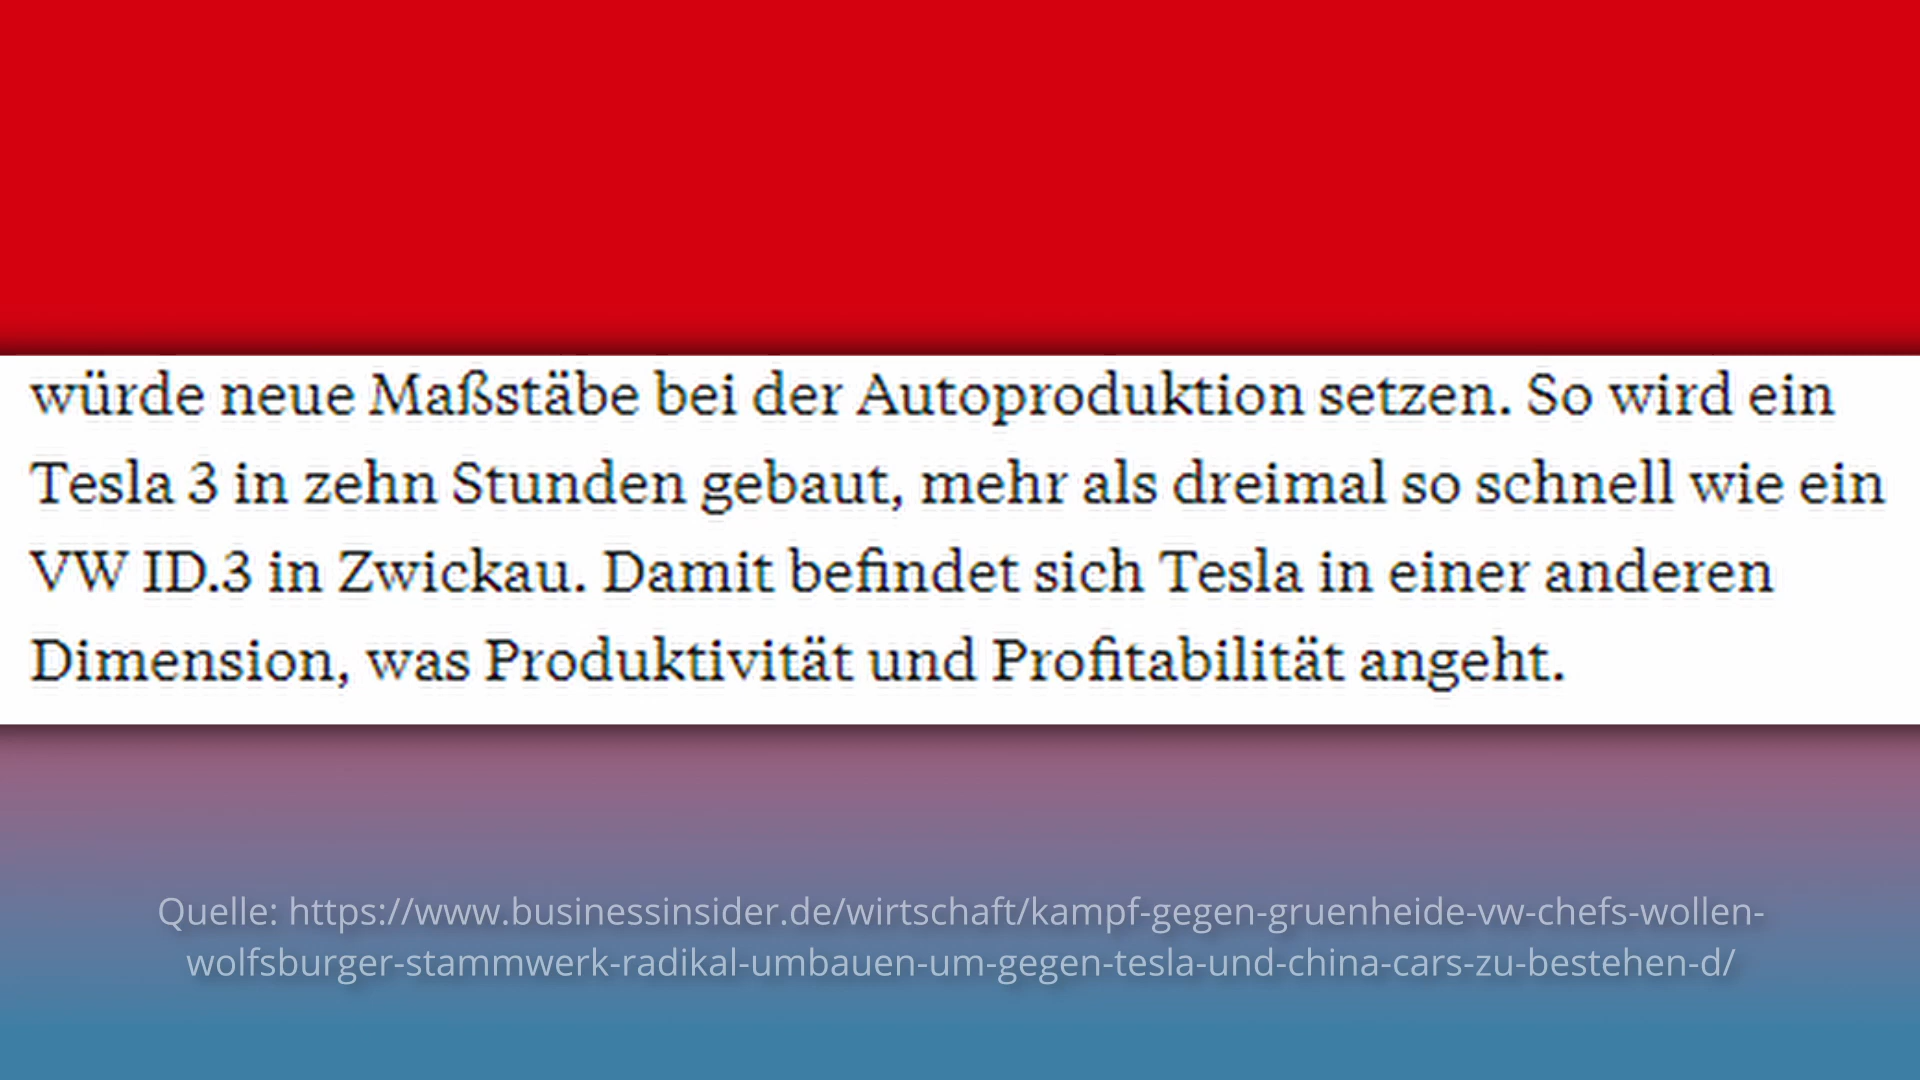 würde neue Maßstäbe bei der Autoproduktion setzen. So wird ein
Tesla 3 in zehn Stunden gebaut, mehr als dreimal so schnell wie ein
VW ID.3 in Zwickau. Damit befindet sich Tesla in einer anderen
Dimension, was Produktivität und Profitabilität angeht.
Quelle: https://www.businessinsider.de/wirtschaft/kampf-gegen-gruenheide-vw-chefs-wollen-
wolfsburger-stammwerk-radikal-umbauen-um-gegen-tesla-und-china-cars-zu-bestehen-d/